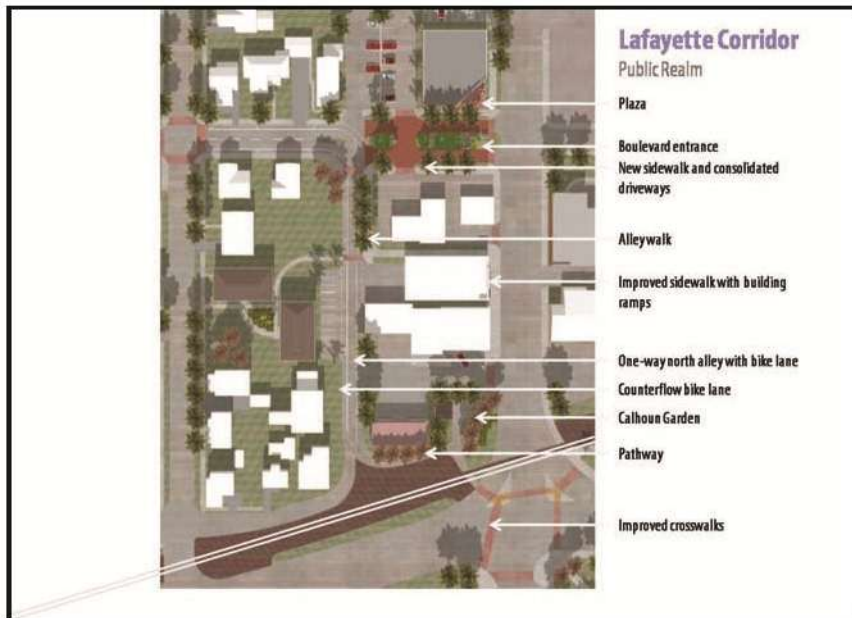 Lafayette Corridor
Public Realm
Plaza
Boulevard entrance
New sidewalk and consolidated
driveways
Alleywalk
Improved sidewalk with building
ramps
One-way north alley with bike lane
Counterflow bike lane
Calhoun Garden
Pathway
Improved crosswalks